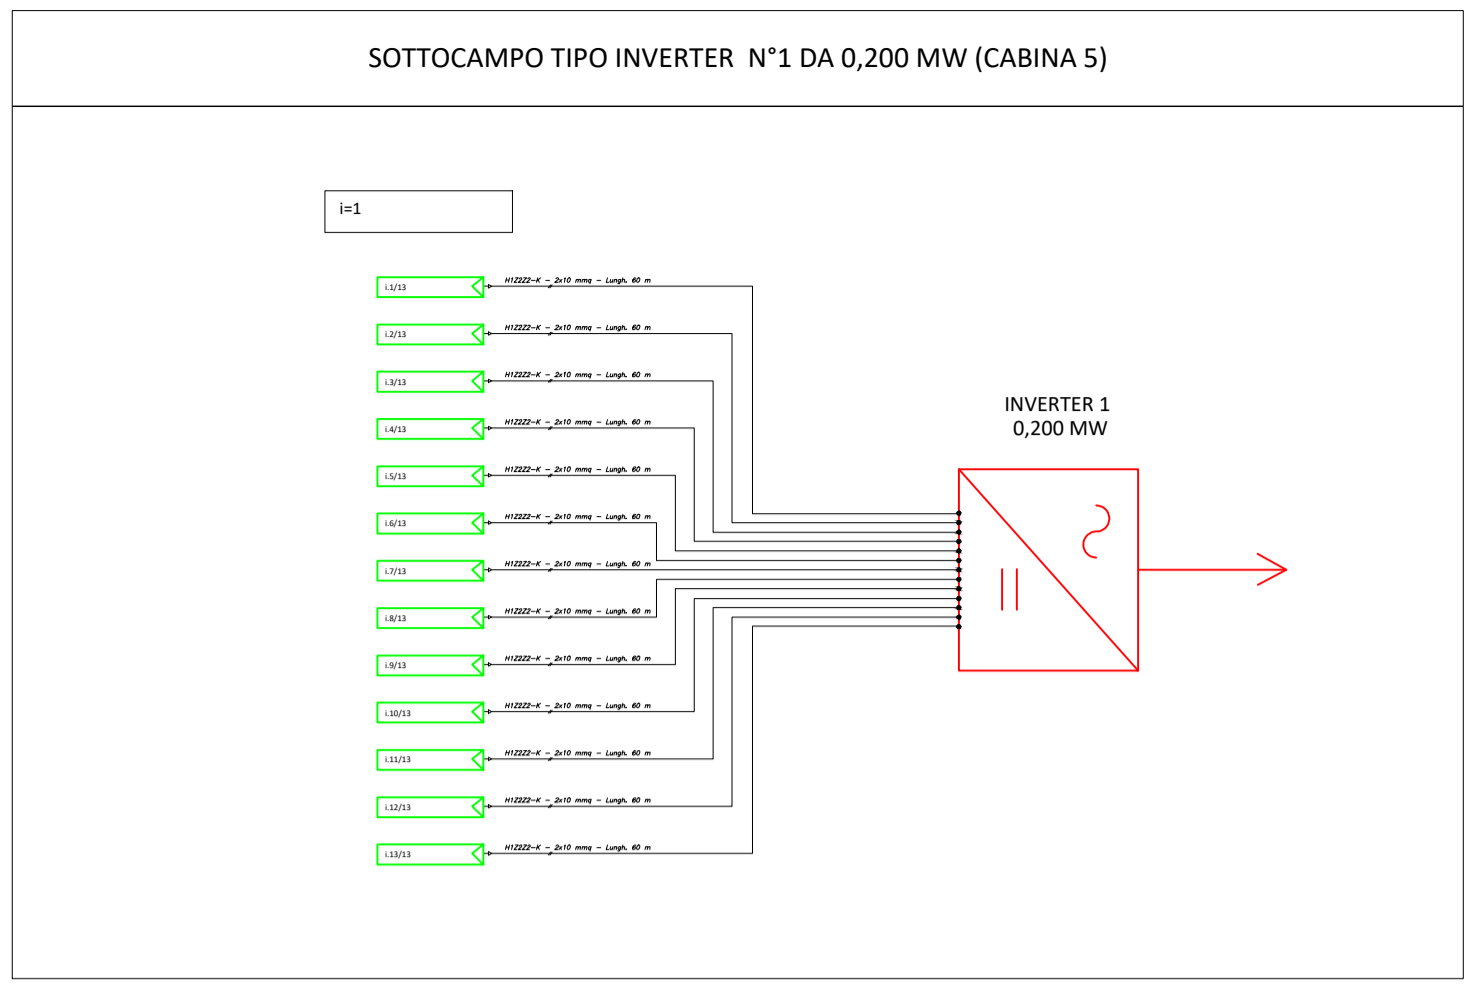 SOTTOCAMPO TIPO INVERTER N°1 DA 0,200 MW (CABINA 5)
i=1
i.1/13 H1Z2Z2-K - 2x10 mmq - Lungh. 60 m
i.2/13 H1Z2Z2-K - 2x10 mmq - Lungh. 60 m
i.3/13 H1Z2Z2-K - 2x10 mmq - Lungh. 60 m
INVERTER 1
0,200 MW
i.4/13 H1Z2Z2-K - 2x10 mmq - Lungh. 60 m
i.5/13 H1Z2Z2-K - 2x10 mmq - Lungh. 60 m
i.6/13 H1Z2Z2-K - 2x10 mmq - Lungh. 60 m
i.7/13 H1Z2Z2-K - 2x10 mmq - Lungh. 60 m
i.8/13 H1Z2Z2-K - 2x10 mmq - Lungh. 60 m
i.9/13 H1Z2Z2-K - 2x10 mmq - Lungh. 60 m
i.10/13 H1Z2Z2-K - 2x10 mmq - Lungh. 60 m
i.11/13 H1Z2Z2-K - 2x10 mmq - Lungh. 60 m
i.12/13 H1Z2Z2-K - 2x10 mmq - Lungh. 60 m
i.13/13 H1Z2Z2-K - 2x10 mmq - Lungh. 60 m